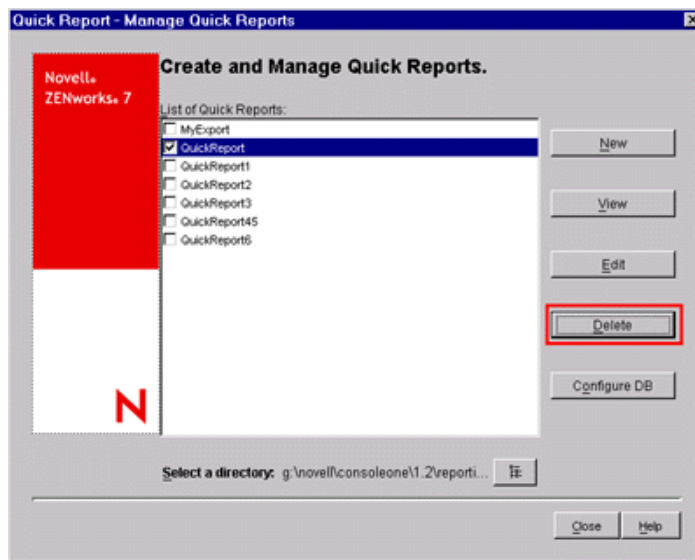 Quick Report - Manage Quick Reports
Novell®
ZENworks® 7
Create and Manage Quick Reports.
List of Quick Reports:
MyExport
QuickReport
QuickReport1
QuickReport2
QuickReport3
QuickReport45
QuickReport6
New
View
Edit
Delete
Configure DB
N
Select a directory: g:\novell\consoleone\1.2\reporti...
Close
Help